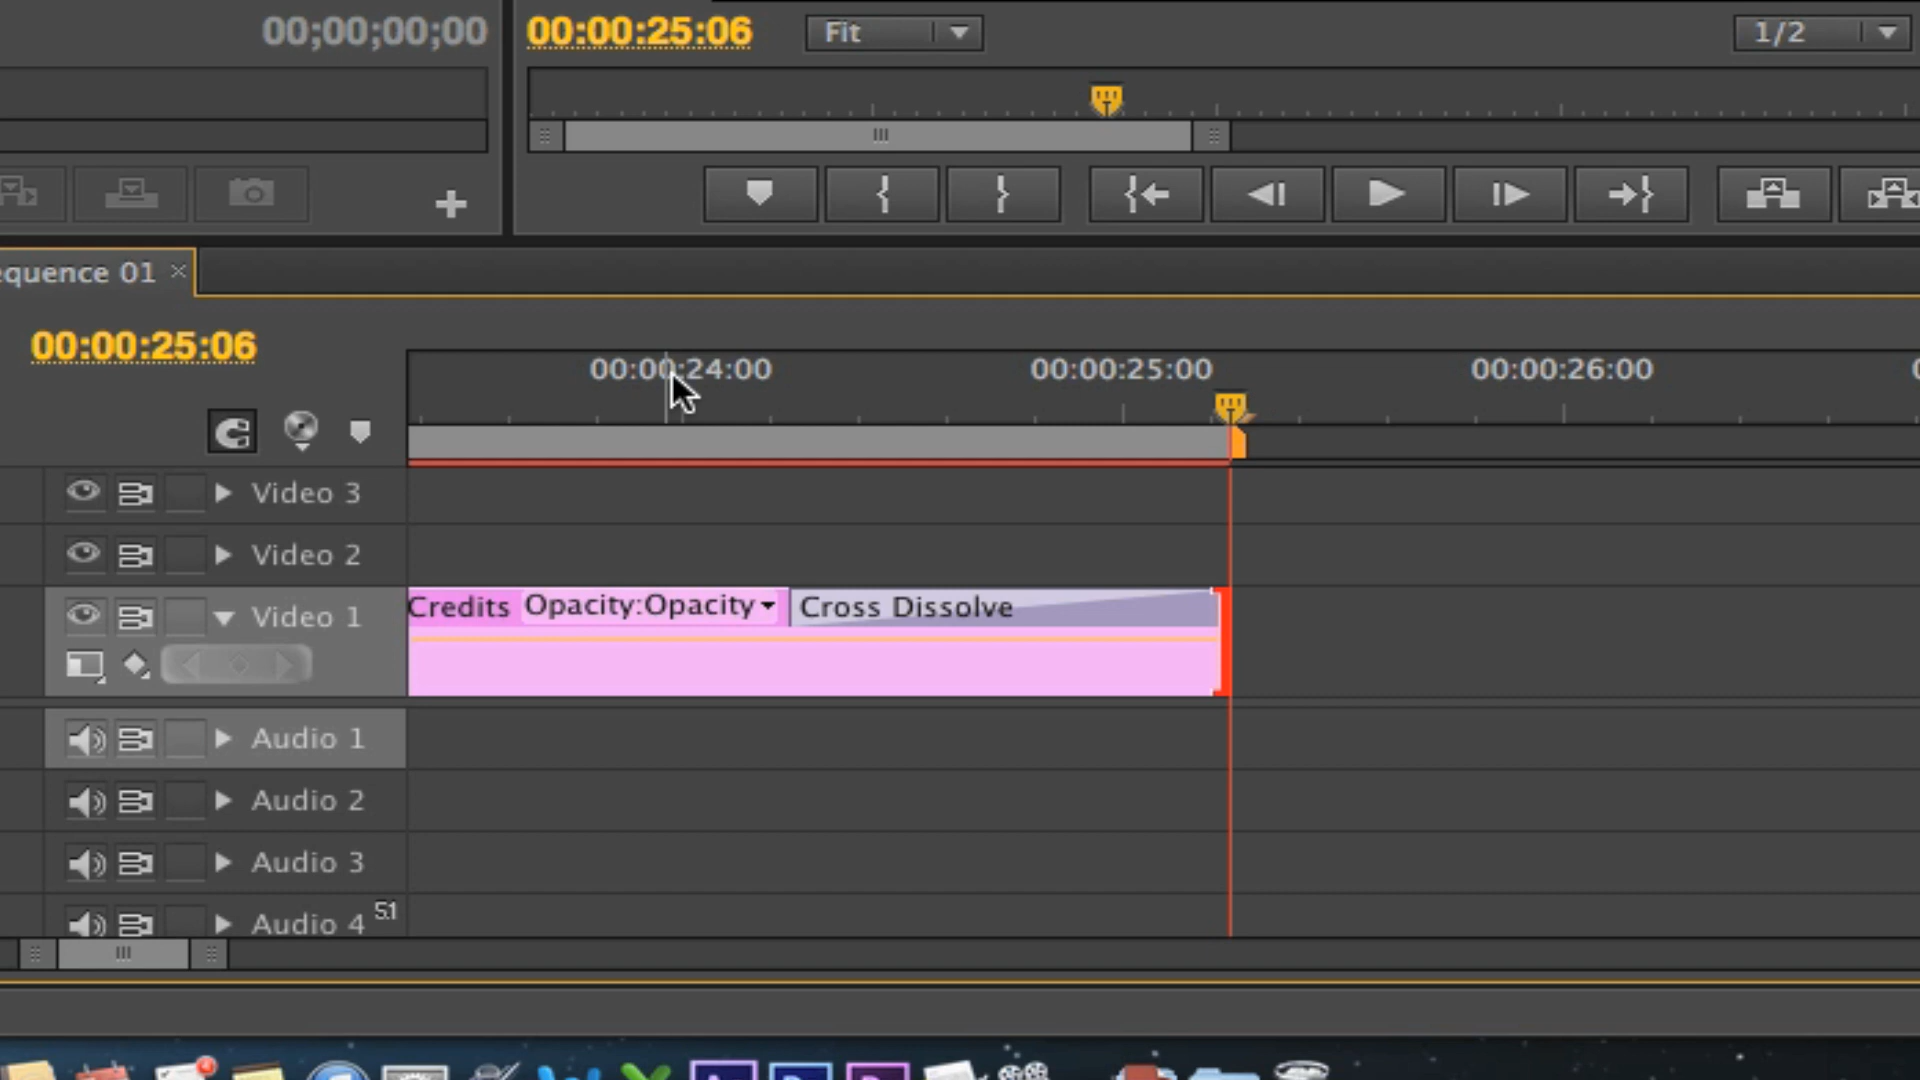 00;00;00;00
00:00:25:06
Fit
1/2
equence 01
00:00:25:06
00:00:24:00
00:00:25:00
00:00:26:00
Video 3
Video 2
Video 1
Credits Opacity:Opacity
Cross Dissolve
Audio 1
Audio 2
Audio 3
Audio 4 5.1